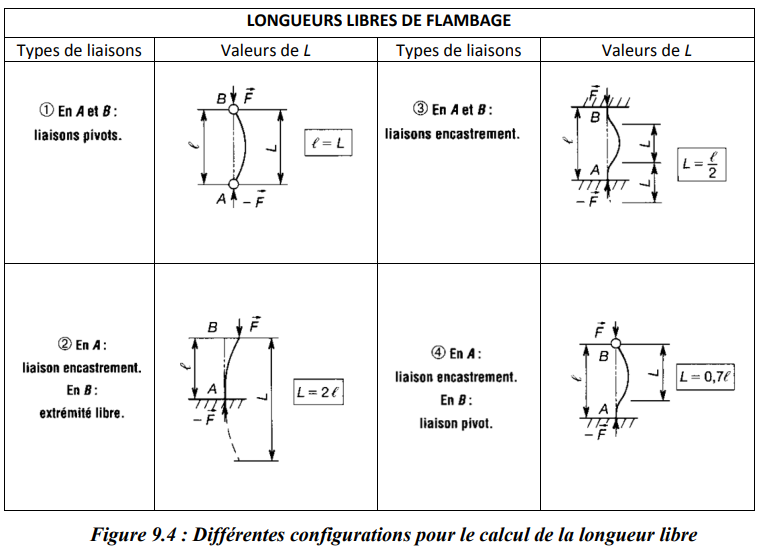 LONGUEURS LIBRES DE FLAMBAGE
Types de liaisons
Valeurs de L
Types de liaisons
Valeurs de L
① En A et B :
liaisons pivots.
B
F
ℓ
L
ℓ = L
A
– F
③ En A et B :
liaisons encastrement.
F
B
ℓ
L
A
L
L = ℓ/2
– F
② En A :
liaison encastrement.
En B :
extrémité libre.
B
F
ℓ
A
L
L = 2ℓ
– F
④ En A :
liaison encastrement.
En B :
liaison pivot.
F
B
ℓ
L
L = 0,7ℓ
A
– F
Figure 9.4 : Différentes configurations pour le calcul de la longueur libre